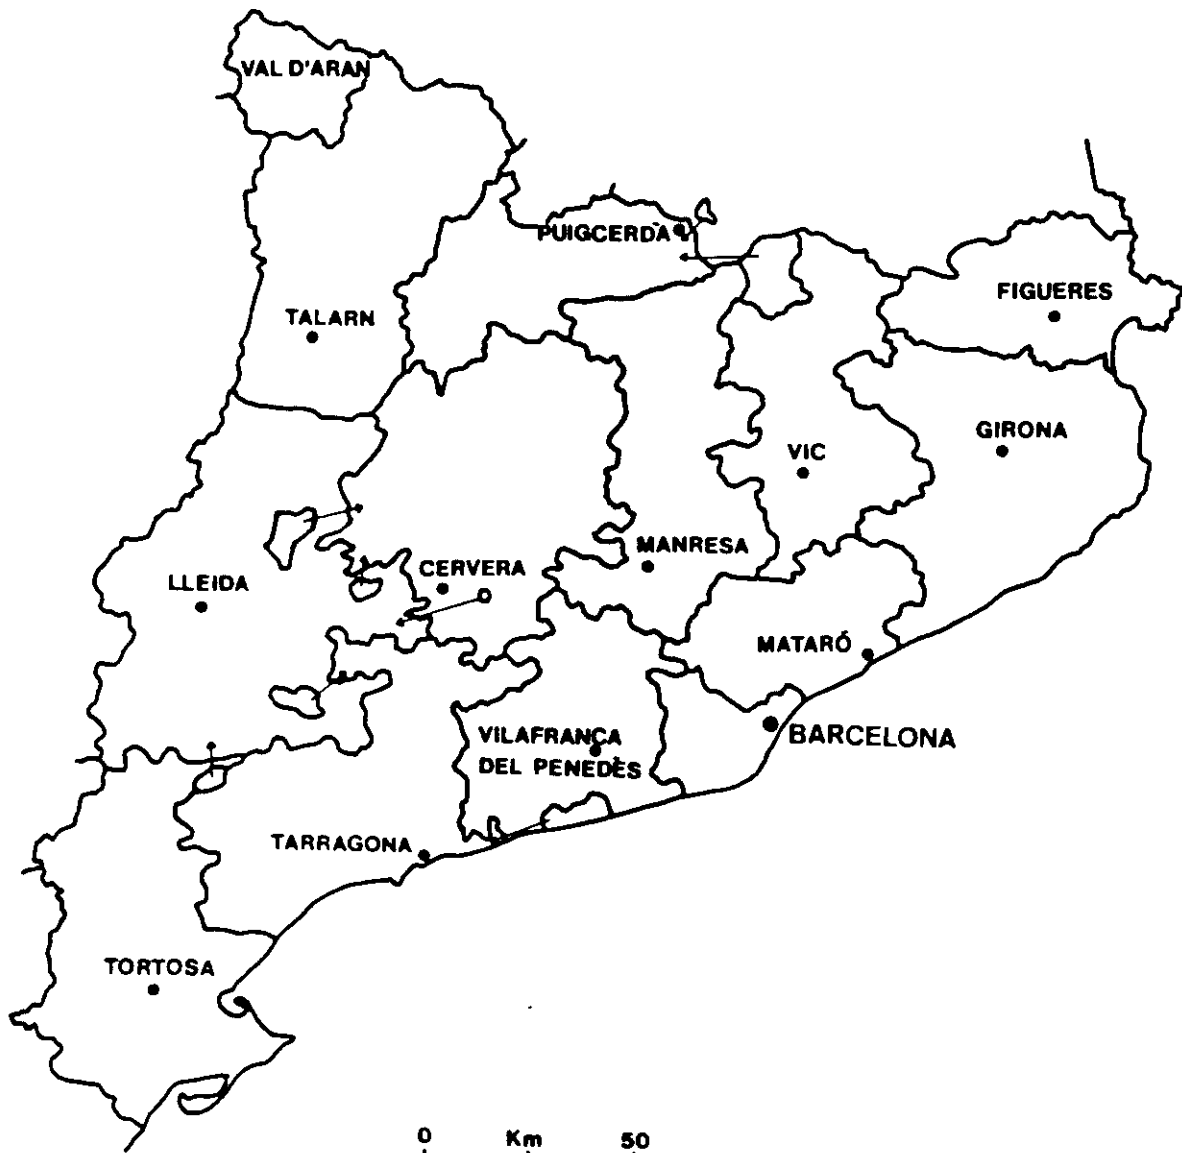 VAL D'ARAN
PUIGCERDÀ
TALARN
FIGUERES
GIRONA
VIC
MANRESA
CERVERA
LLEIDA
MATARÓ
BARCELONA
VILAFRANCA
DEL PENEDÈS
TARRAGONA
TORTOSA
0 Km 50